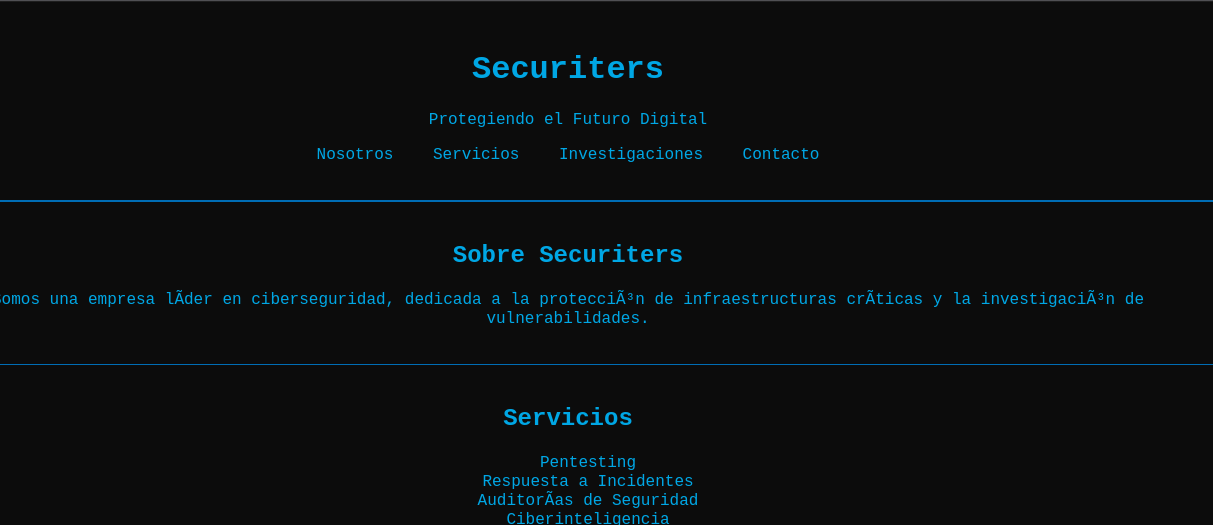 Securiters
Protegiendo el Futuro Digital
Nosotros Servicios Investigaciones Contacto
Sobre Securiters
Somos una empresa lÃder en ciberseguridad, dedicada a la protecciÃ³n de infraestructuras crÃticas y la investigaciÃ³n de
vulnerabilidades.
Servicios
Pentesting
Respuesta a Incidentes
AuditorÃas de Seguridad
Ciberinteligencia